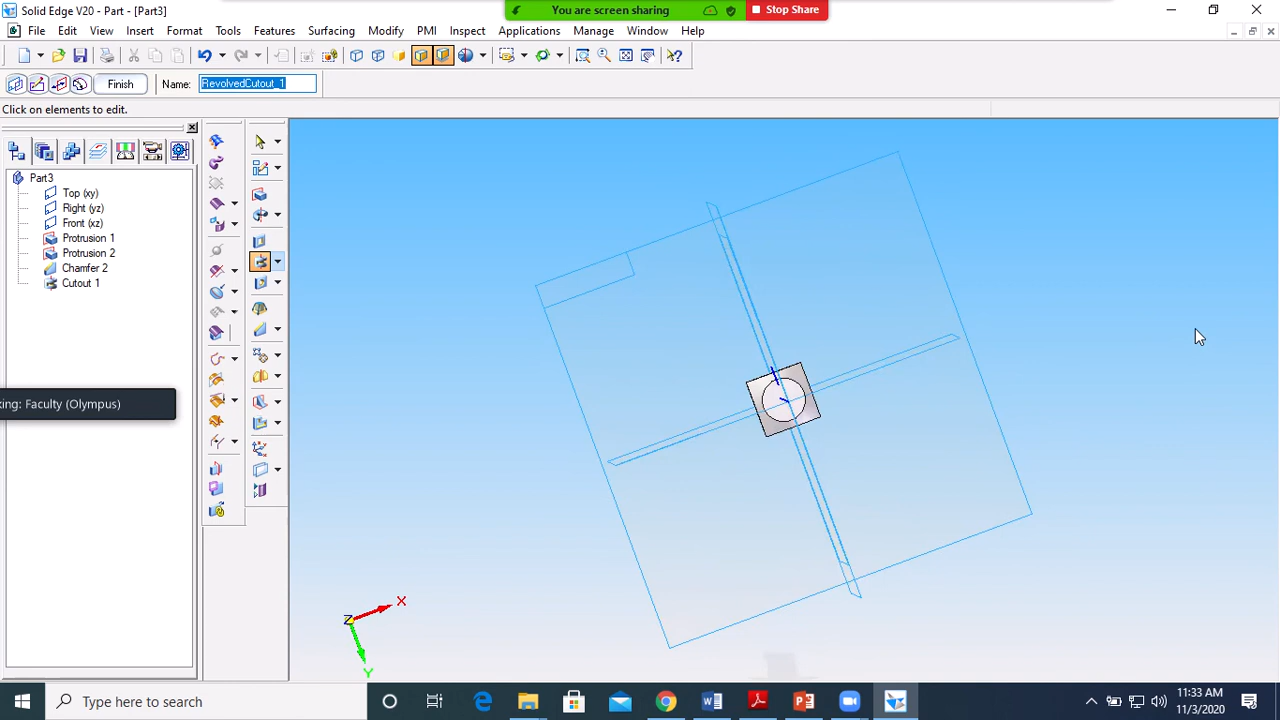 Solid Edge V20 - Part - [Part3]
You are screen sharing
Stop Share
File Edit View Insert Format Tools Features Surfacing Modify PMI Inspect Applications Manage Window Help
Finish
Name:
RevolvedCutout_1
Click on elements to edit.
Part3
Top (xy)
Right (yz)
Front (xz)
Protrusion 1
Protrusion 2
Chamfer 2
Cutout 1
king: Faculty (Olympus)
X
Z
Y
Type here to search
11:33 AM
11/3/2020